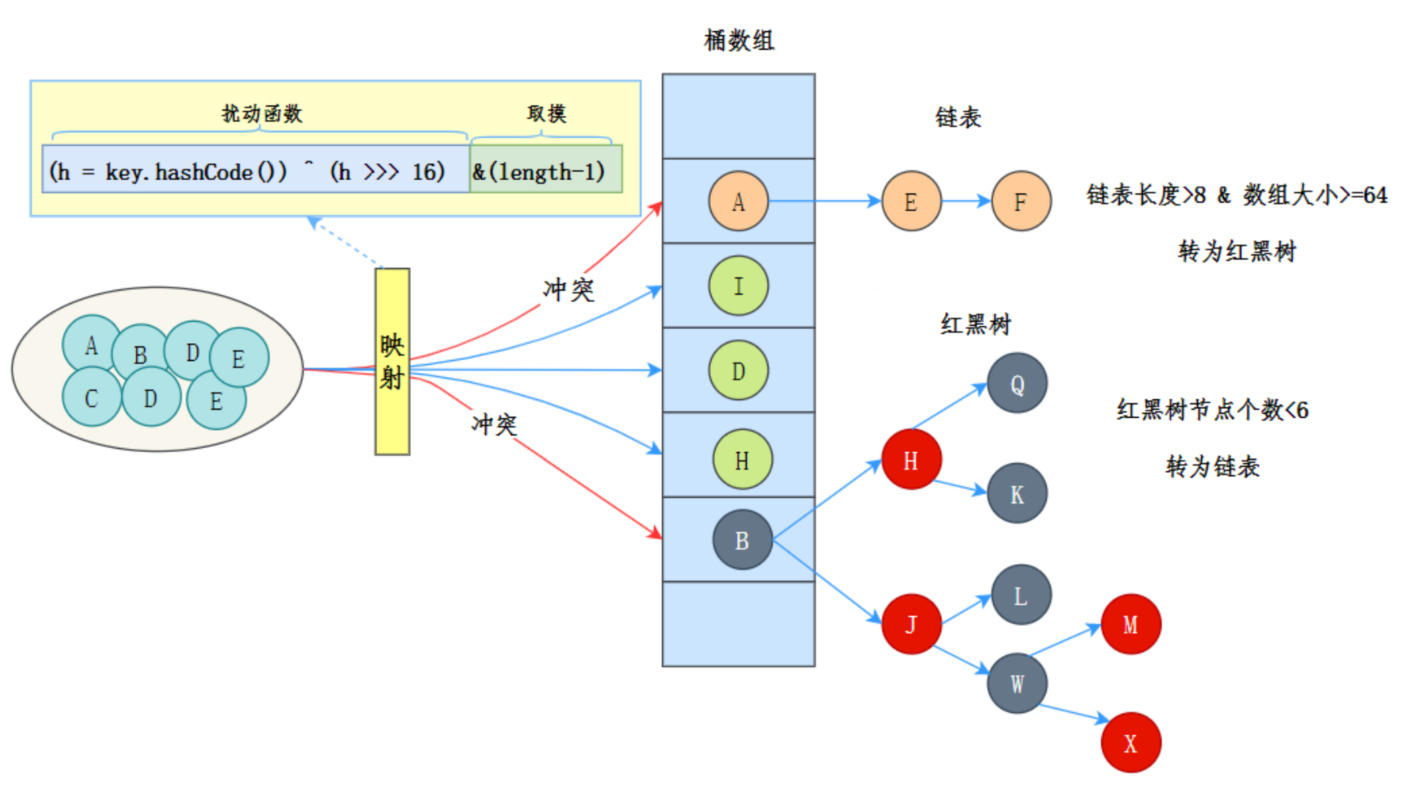 桶数组
扰动函数
取摸
(h = key.hashCode()) ^ (h >>> 16) &(length-1)
链表
A
E
F
链表长度>8 & 数组大小>=64
转为红黑树
冲突
I
映射
A
B
D
E
C
D
E
D
冲突
H
B
红黑树
Q
H
K
红黑树节点个数<6
转为链表
J
L
W
M
X